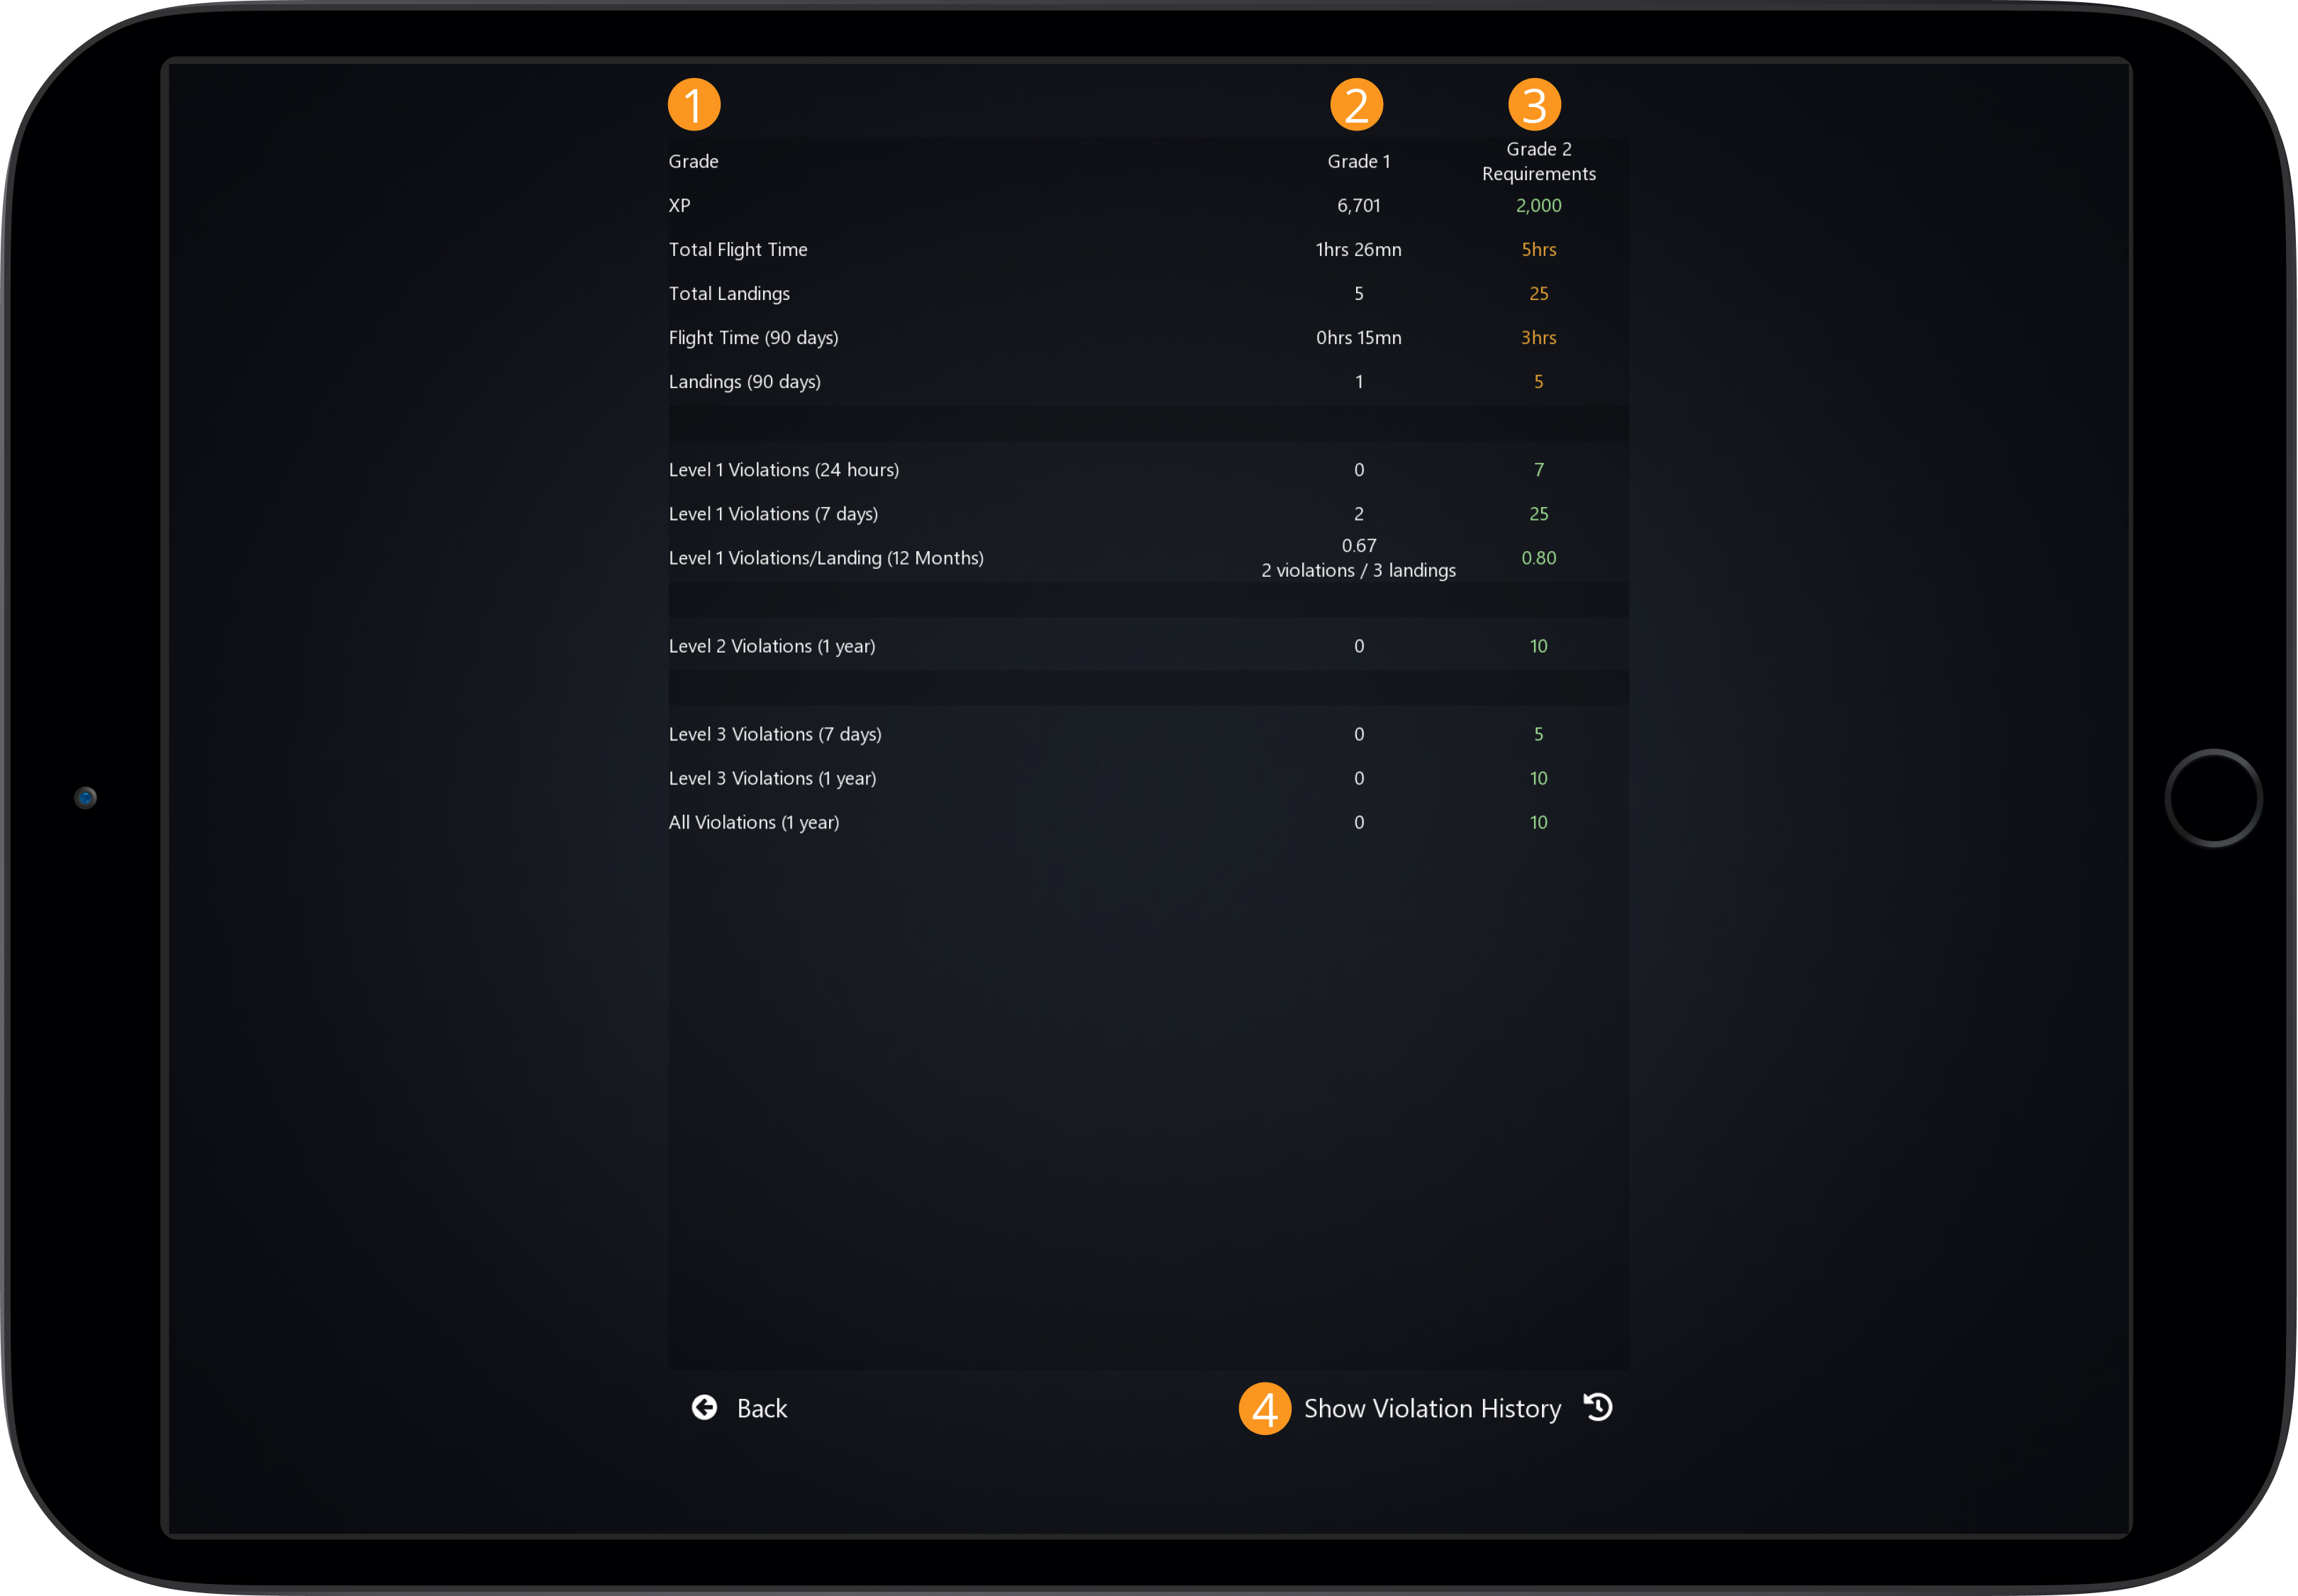 1 2 3
Grade Grade 1 Grade 2
Requirements
XP 6,701 2,000
Total Flight Time 1hrs 26mn 5hrs
Total Landings 5 25
Flight Time (90 days) 0hrs 15mn 3hrs
Landings (90 days) 1 5
Level 1 Violations (24 hours) 0 7
Level 1 Violations (7 days) 2 25
Level 1 Violations/Landing (12 Months) 0.67 0.80
2 violations / 3 landings
Level 2 Violations (1 year) 0 10
Level 3 Violations (7 days) 0 5
Level 3 Violations (1 year) 0 10
All Violations (1 year) 0 10
Back 4 Show Violation History